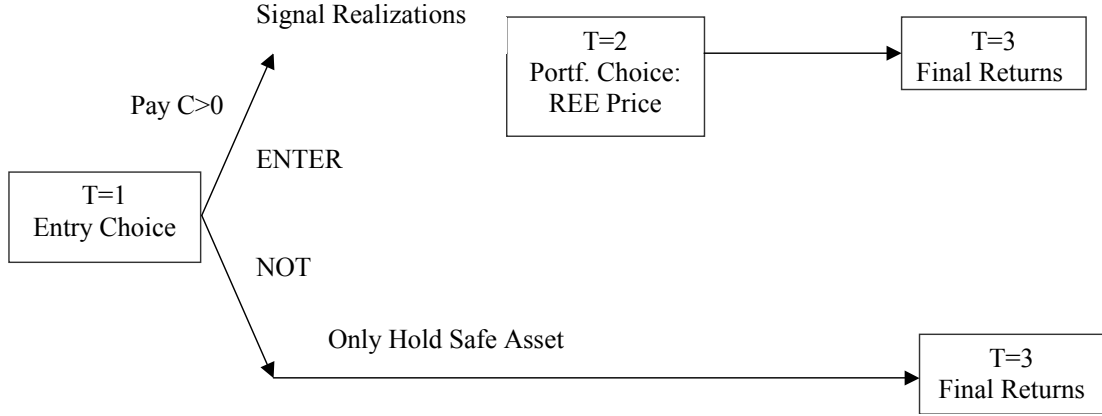 Signal Realizations
T=2
Portf. Choice:
REE Price
T=3
Final Returns
Pay C>0
ENTER
T=1
Entry Choice
NOT
Only Hold Safe Asset
T=3
Final Returns